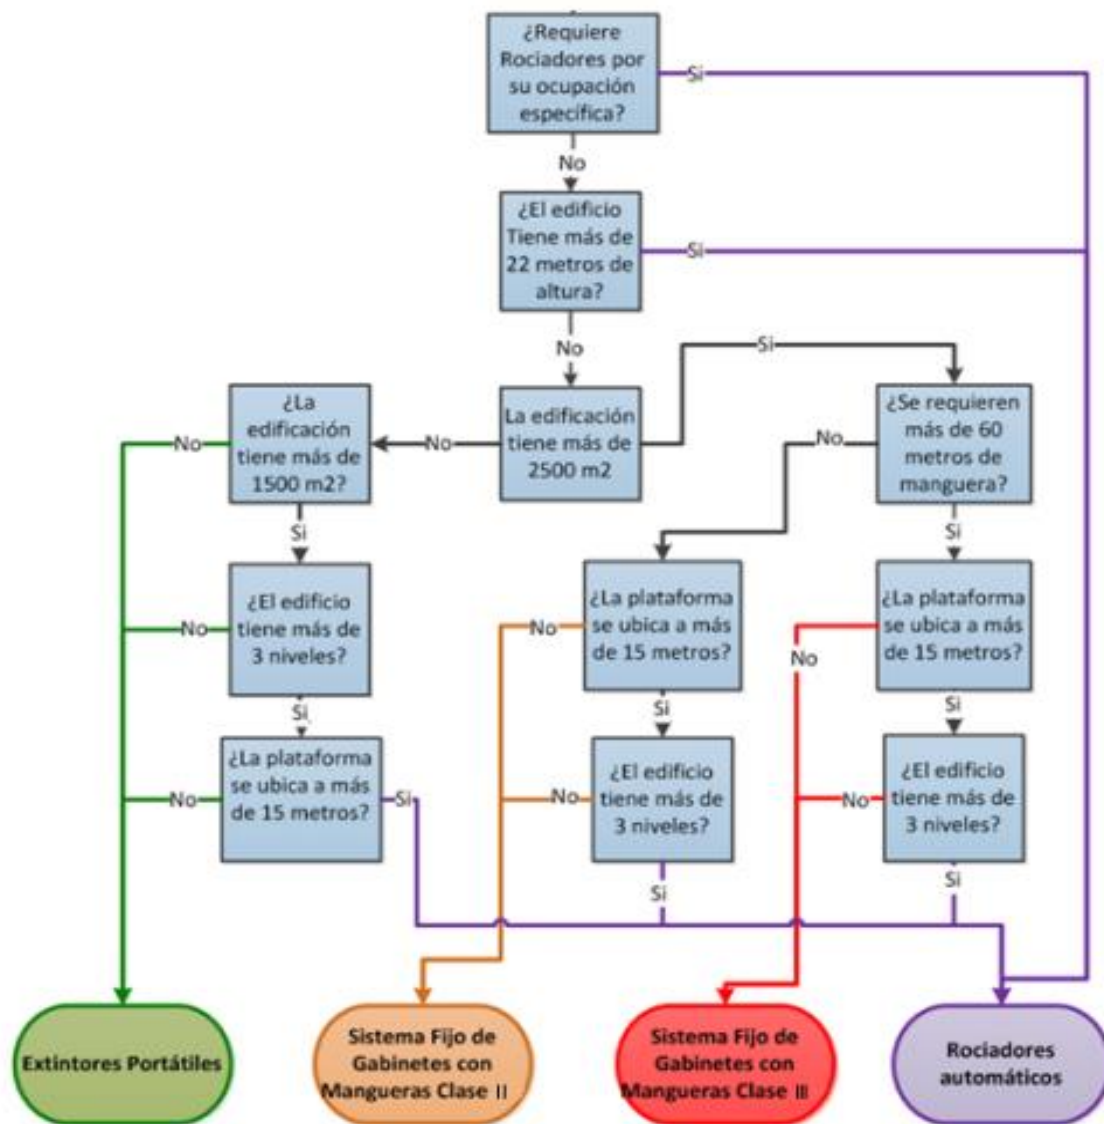 ¿Requiere
Rociadores por
su ocupación
específica?
Si
No
¿El edificio
Tiene más de
22 metros de
altura?
Si
No
Si
¿La
edificación
tiene más de
1500 m2?
La edificación
tiene más de
2500 m2
¿Se requieren
más de 60
metros de
manguera?
No
No
No
Si
Si
¿El edificio
tiene más de
3 niveles?
¿La plataforma
se ubica a más
de 15 metros?
¿La plataforma
se ubica a más
de 15 metros?
No
No
No
Si
Si
Si
¿La plataforma
se ubica a más
de 15 metros?
¿El edificio
tiene más de
3 niveles?
¿El edificio
tiene más de
3 niveles?
No
Si
No
No
Si
Si
Extintores Portátiles
Sistema Fijo de
Gabinetes con
Mangueras Clase II
Sistema Fijo de
Gabinetes con
Mangueras Clase III
Rociadores
automáticos